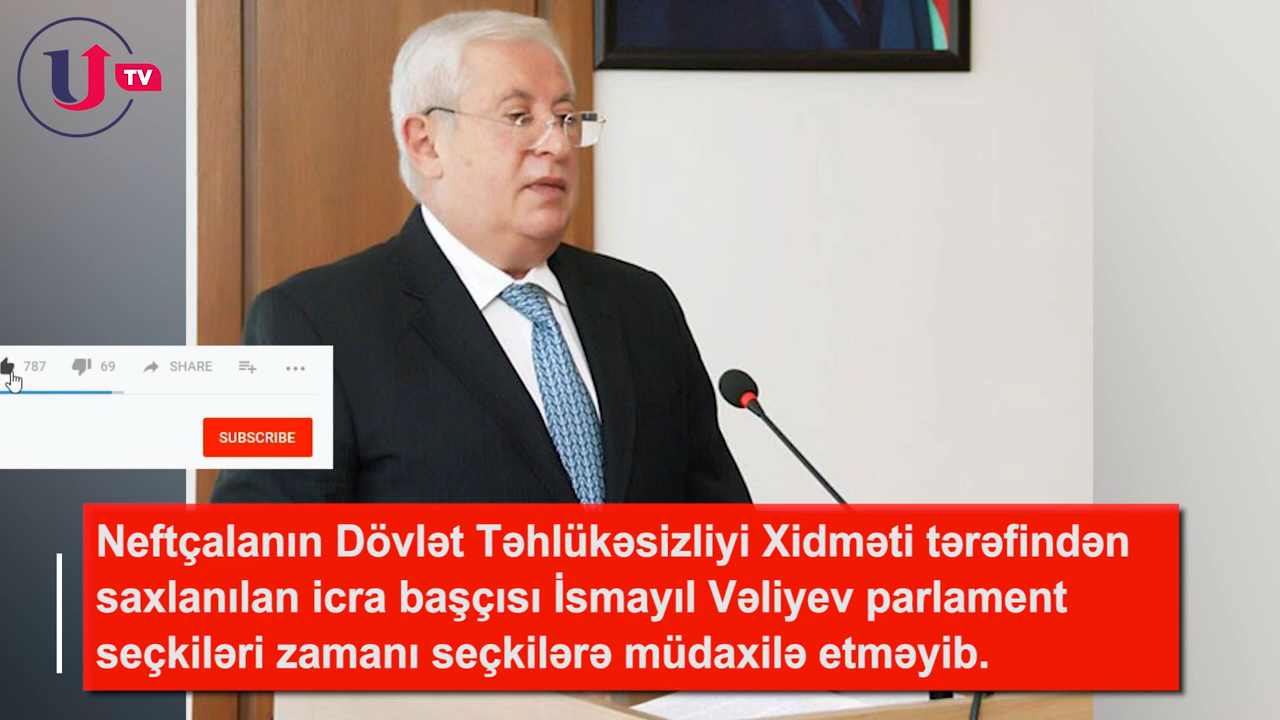 U TV
787 69 SHARE
SUBSCRIBE
Neftçalanın Dövlət Təhlükəsizliyi Xidməti tərəfindən
saxlanılan icra başçısı İsmayıl Vəliyev parlament
seçkiləri zamanı seçkilərə müdaxilə etməyib.